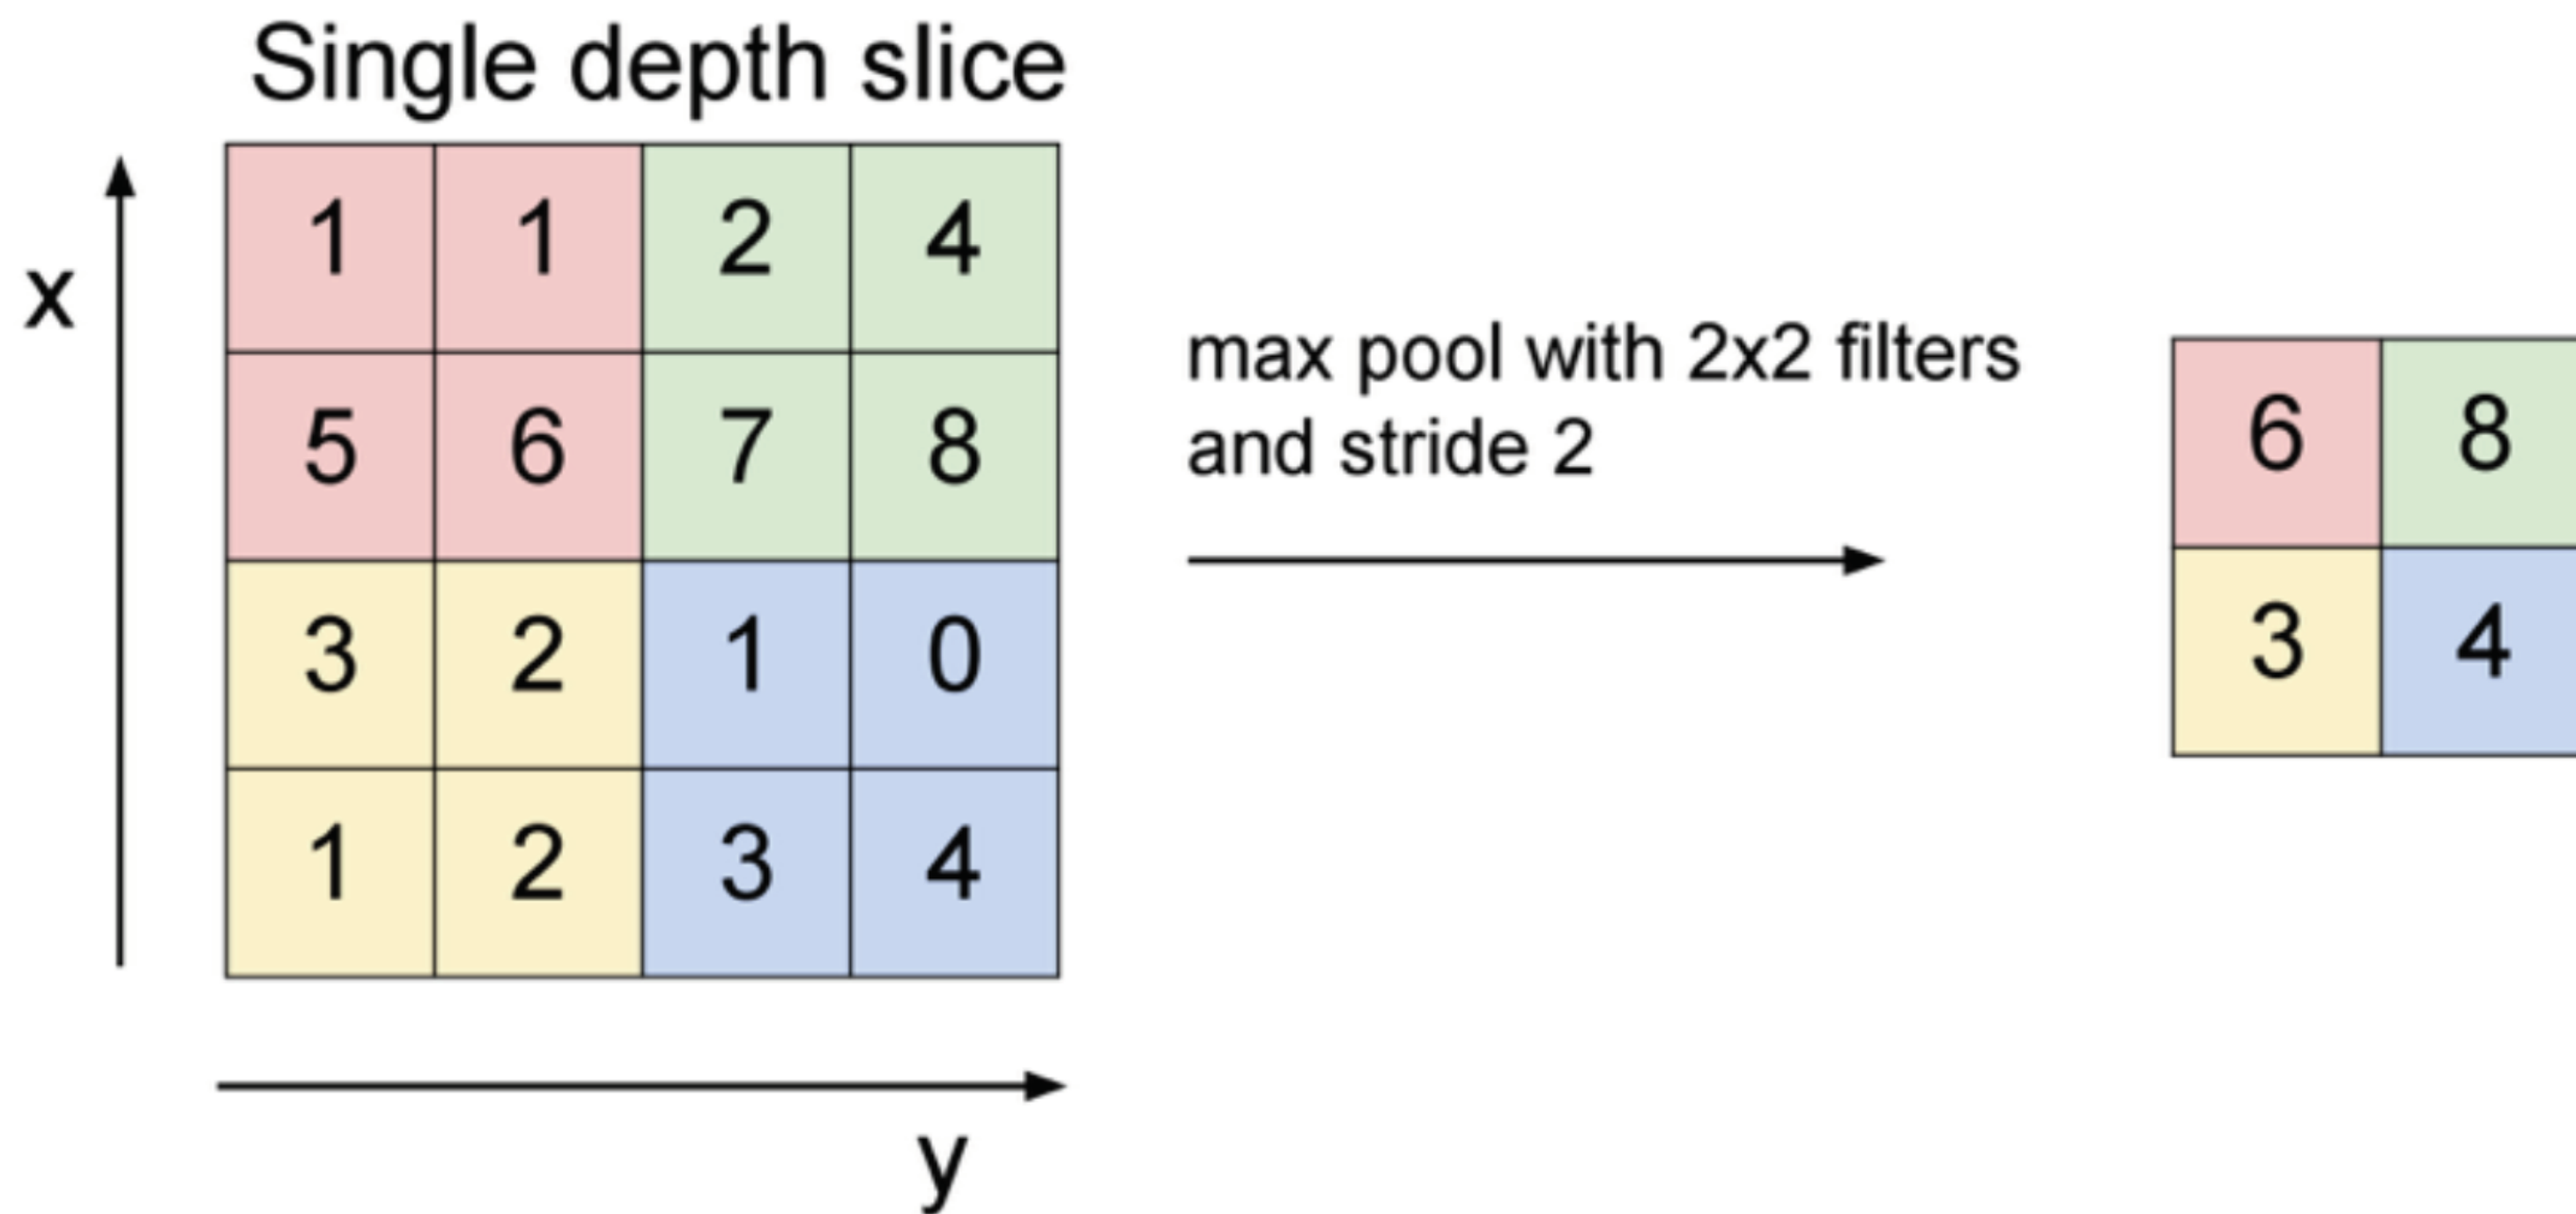 Single depth slice
x
1 1 2 4
5 6 7 8
3 2 1 0
1 2 3 4
y
max pool with 2x2 filters
and stride 2
6 8
3 4